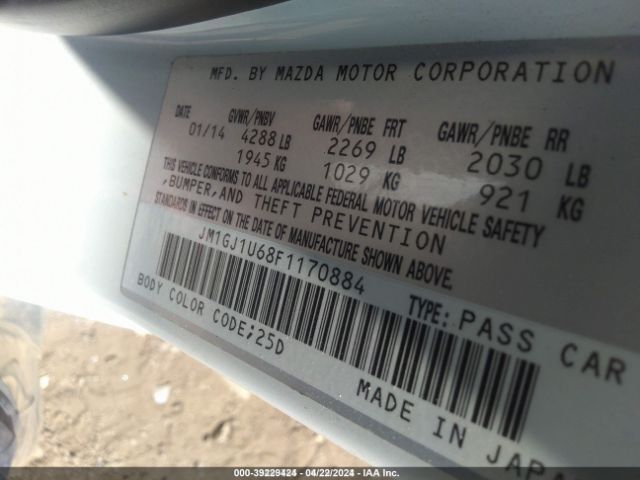 MFD. BY MAZDA MOTOR CORPORATION
DATE GVWR/PNBV GAWR/PNBE FRT GAWR/PNBE RR
01/14 4288 LB 2269 LB 2030 LB
1945 KG 1029 KG 921 KG
THIS VEHICLE CONFORMS TO ALL APPLICABLE FEDERAL MOTOR VEHICLE SAFETY
,BUMPER,AND THEFT PREVENTION
STANDARDS IN EFFECT ON THE DATE OF MANUFACTURE SHOWN ABOVE.
JM1GJ1U68F1170884 TYPE: PASS CAR
BODY COLOR CODE;25D MADE IN JAPA
000-39229424 - 04/22/2024 - IAA Inc.